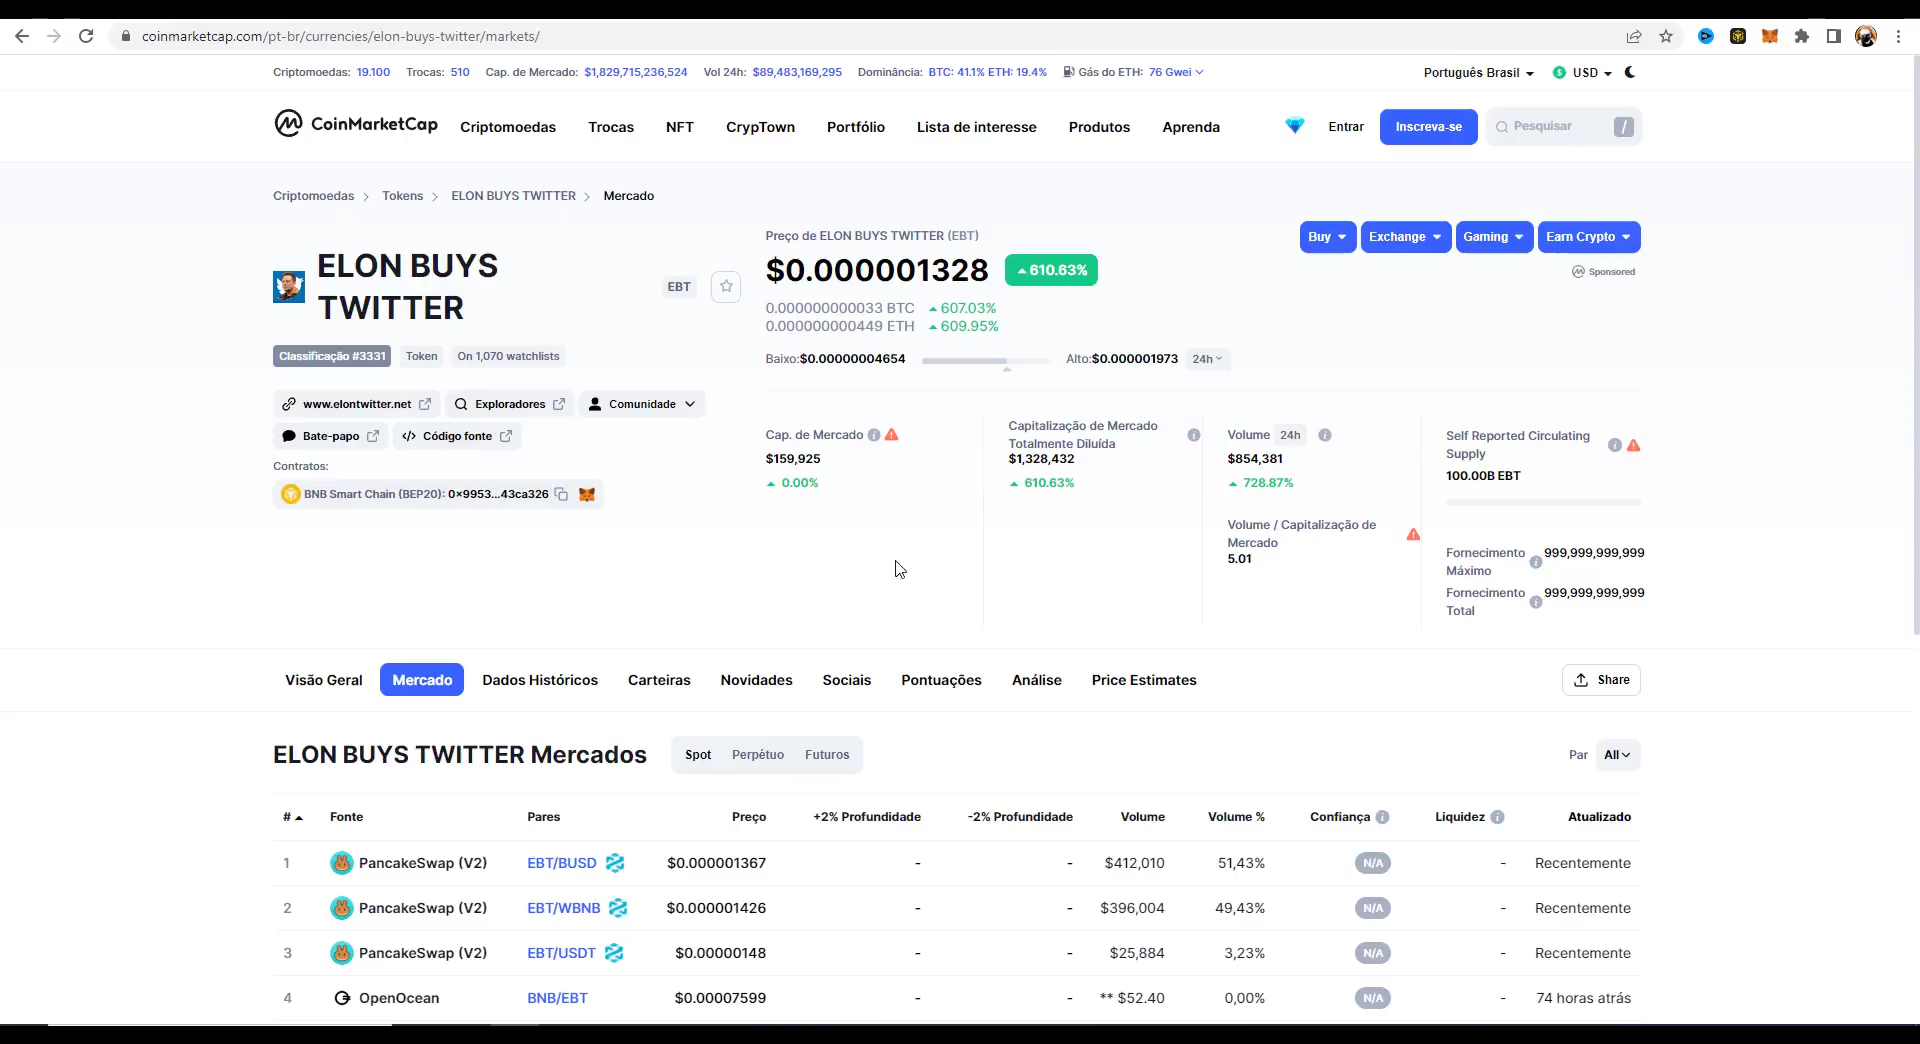 coinmarketcap.com/pt-br/currencies/elon-buys-twitter/markets/
Criptomoedas: 19.100 Trocas: 510 Cap. de Mercado: $1,829,715,236,524 Vol 24h: $89,483,169,295 Dominância: BTC: 41.1% ETH: 19.4% Gás do ETH: 76 Gwei Português Brasil USD
CoinMarketCap Criptomoedas Trocas NFT CrypTown Portfólio Lista de interesse Produtos Aprenda Entrar Inscreva-se Pesquisar /
Criptomoedas > Tokens > ELON BUYS TWITTER > Mercado
ELON BUYS
TWITTER
EBT
Classificação #3331 Token On 1,070 watchlists
www.elontwitter.net Exploradores Comunidade
Bate-papo </> Código fonte
Contratos:
BNB Smart Chain (BEP20): 0x9953...43ca326
Preço de ELON BUYS TWITTER (EBT)
$0.000001328 610.63%
0.000000000033 BTC 607.03%
0.000000000449 ETH 609.95%
Baixo:$0.00000004654 Alto:$0.000001973 24h
Buy Exchange Gaming Earn Crypto
Sponsored
Cap. de Mercado
$159,925
0.00%
Capitalização de Mercado
Totalmente Diluída
$1,328,432
610.63%
Volume 24h
$854,381
728.87%
Volume / Capitalização de
Mercado
5.01
Self Reported Circulating
Supply
100.00B EBT
Fornecimento
Máximo
999,999,999,999
Fornecimento
Total
999,999,999,999
Visão Geral Mercado Dados Históricos Carteiras Novidades Sociais Pontuações Análise Price Estimates Share
ELON BUYS TWITTER Mercados Spot Perpétuo Futuros Par All
# Fonte Pares Preço +2% Profundidade -2% Profundidade Volume Volume % Confiança Liquidez Atualizado
1 PancakeSwap (V2) EBT/BUSD $0.000001367 - - $412,010 51,43% N/A - Recentemente
2 PancakeSwap (V2) EBT/WBNB $0.000001426 - - $396,004 49,43% N/A - Recentemente
3 PancakeSwap (V2) EBT/USDT $0.00000148 - - $25,884 3,23% N/A - Recentemente
4 OpenOcean BNB/EBT $0.00007599 - - ** $52.40 0,00% N/A - 74 horas atrás